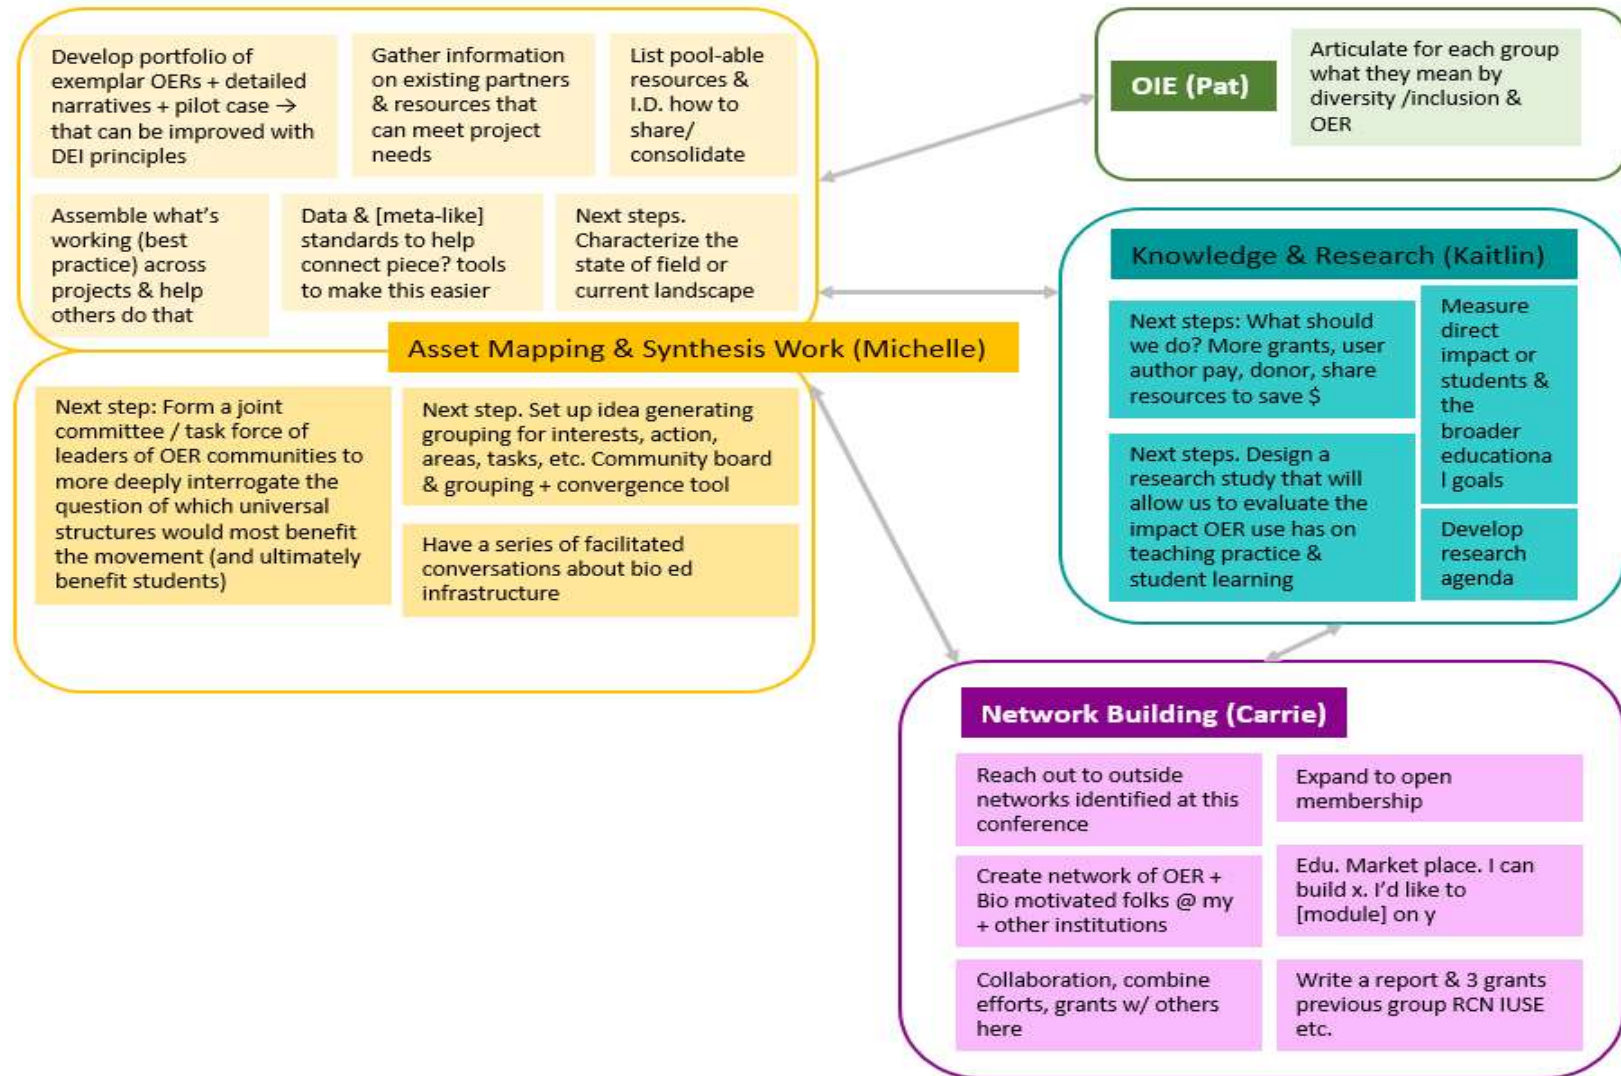 Develop portfolio of
exemplar OERs + detailed
narratives + pilot case →
that can be improved with
DEI principles
Gather information
on existing partners
& resources that
can meet project
needs
List pool-able
resources &
I.D. how to
share/
consolidate
Assemble what's
working (best
practice) across
projects & help
others do that
Data & [meta-like]
standards to help
connect piece? tools
to make this easier
Next steps.
Characterize the
state of field or
current landscape
Asset Mapping & Synthesis Work (Michelle)
Next step: Form a joint
committee / task force of
leaders of OER communities to
more deeply interrogate the
question of which universal
structures would most benefit
the movement (and ultimately
benefit students)
Next step. Set up idea generating
grouping for interests, action,
areas, tasks, etc. Community board
& grouping + convergence tool
Have a series of facilitated
conversations about bio ed
infrastructure
OIE (Pat)
Articulate for each group
what they mean by
diversity /inclusion &
OER
Knowledge & Research (Kaitlin)
Next steps: What should
we do? More grants, user
author pay, donor, share
resources to save $
Measure
direct
impact or
students &
the
broader
educationa
l goals
Next steps. Design a
research study that will
allow us to evaluate the
impact OER use has on
teaching practice &
student learning
Develop
research
agenda
Network Building (Carrie)
Reach out to outside
networks identified at this
conference
Expand to open
membership
Create network of OER +
Bio motivated folks @ my
+ other institutions
Edu. Market place. I can
build x. I'd like to
[module] on y
Collaboration, combine
efforts, grants w/ others
here
Write a report & 3 grants
previous group RCN IUSE
etc.